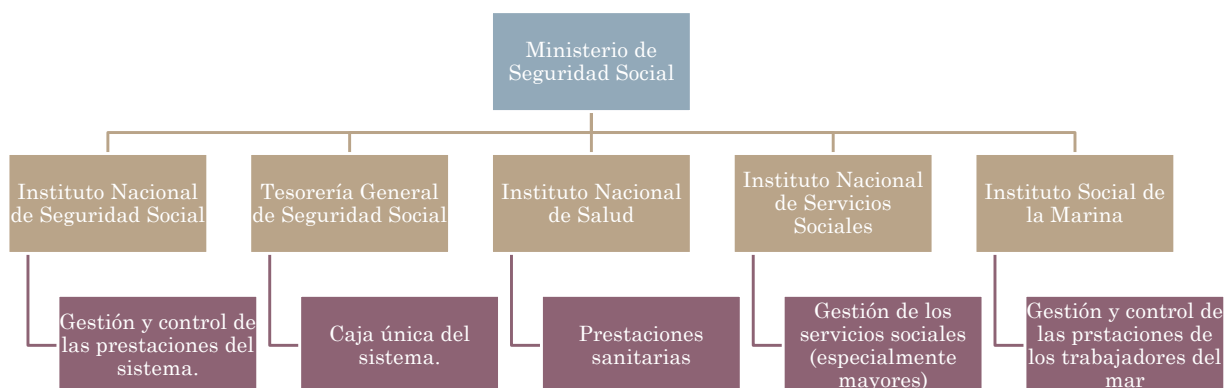 Ministerio de
Seguridad Social
Instituto Nacional
de Seguridad Social
Tesorería General
de Seguridad Social
Instituto Nacional
de Salud
Instituto Nacional
de Servicios
Sociales
Instituto Social de
la Marina
Gestión y control de
las prestaciones del
sistema.
Caja única del
sistema.
Prestaciones
sanitarias
Gestión de los
servicios sociales
(especialmente
mayores)
Gestión y control de
las prstaciones de
los trabajadores del
mar